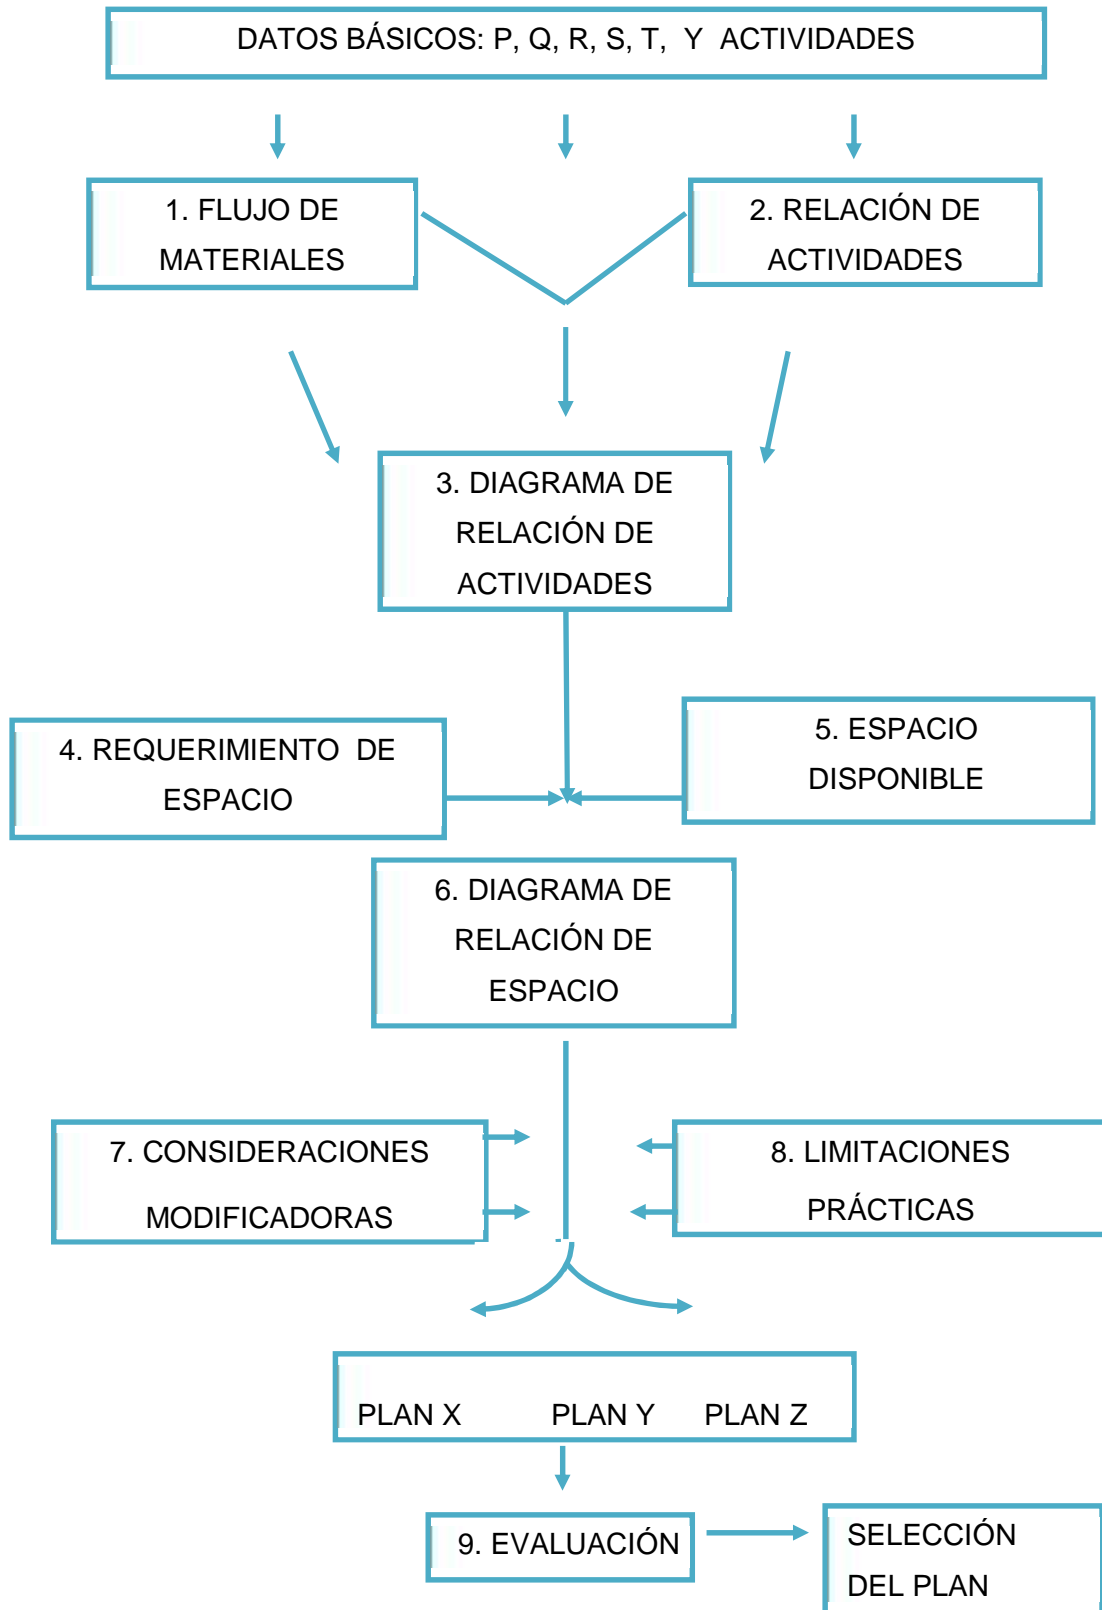 DATOS BÁSICOS: P, Q, R, S, T, Y ACTIVIDADES
1. FLUJO DE
MATERIALES
2. RELACIÓN DE
ACTIVIDADES
3. DIAGRAMA DE
RELACIÓN DE
ACTIVIDADES
4. REQUERIMIENTO DE
ESPACIO
5. ESPACIO
DISPONIBLE
6. DIAGRAMA DE
RELACIÓN DE
ESPACIO
7. CONSIDERACIONES
MODIFICADORAS
8. LIMITACIONES
PRÁCTICAS
PLAN X PLAN Y PLAN Z
9. EVALUACIÓN
SELECCIÓN
DEL PLAN